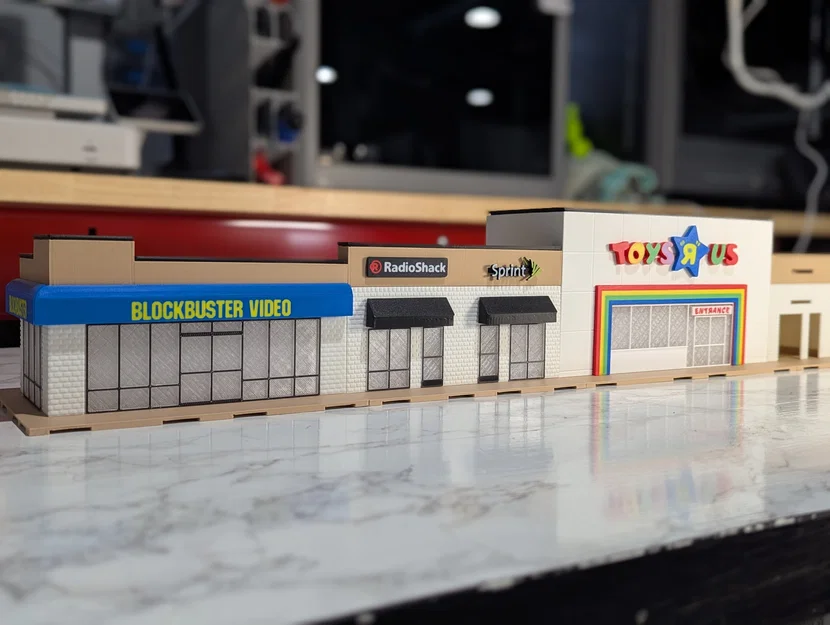 BLOCKBUSTER VIDEO
RadioShack
Sprint
TOYS "R" US
ENTRANCE